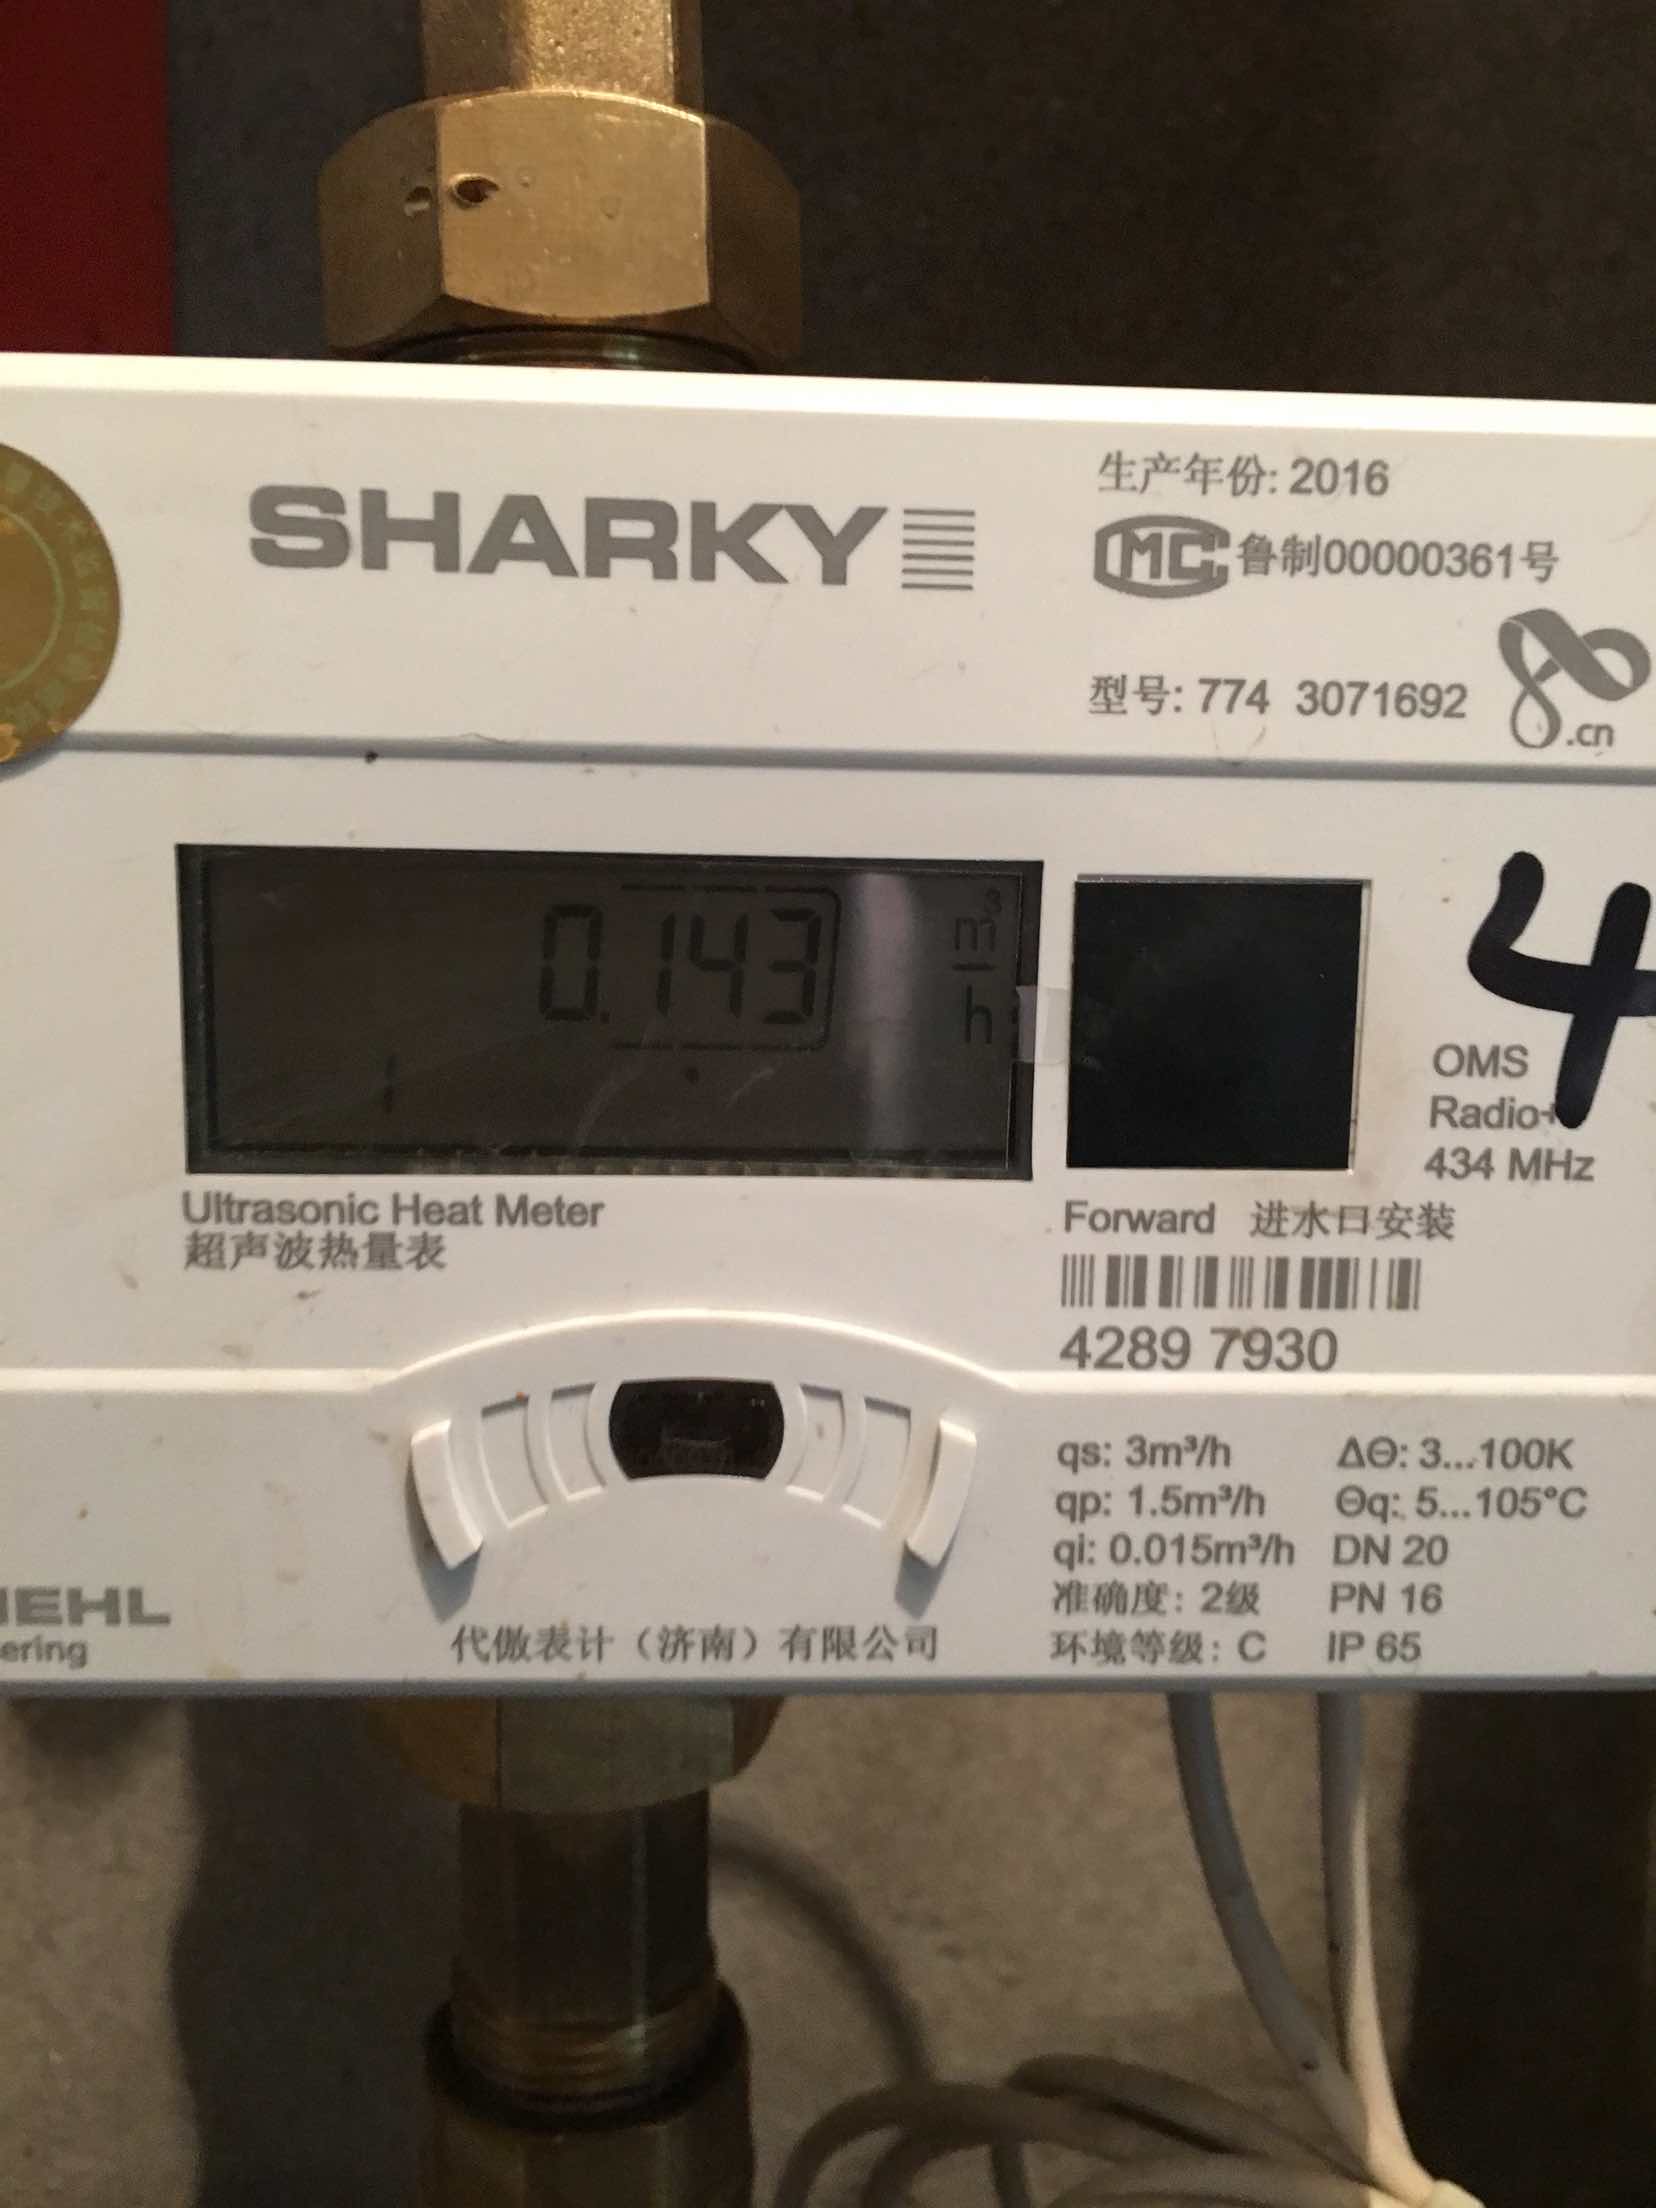 生产年份: 2016
SHARKY
MC 鲁制00000361号
型号: 774 3071692
.cn
4
0.143 m³/h
1
OMS
Radio+
434 MHz
Ultrasonic Heat Meter
超声波热量表
Forward 进水口安装
4289 7930
qs: 3m³/h ΔΘ: 3...100K
qp: 1.5m³/h Θq: 5...105°C
qi: 0.015m³/h DN 20
准确度: 2级 PN 16
环境等级: C IP 65
IEHL
ering
代傲表计（济南）有限公司